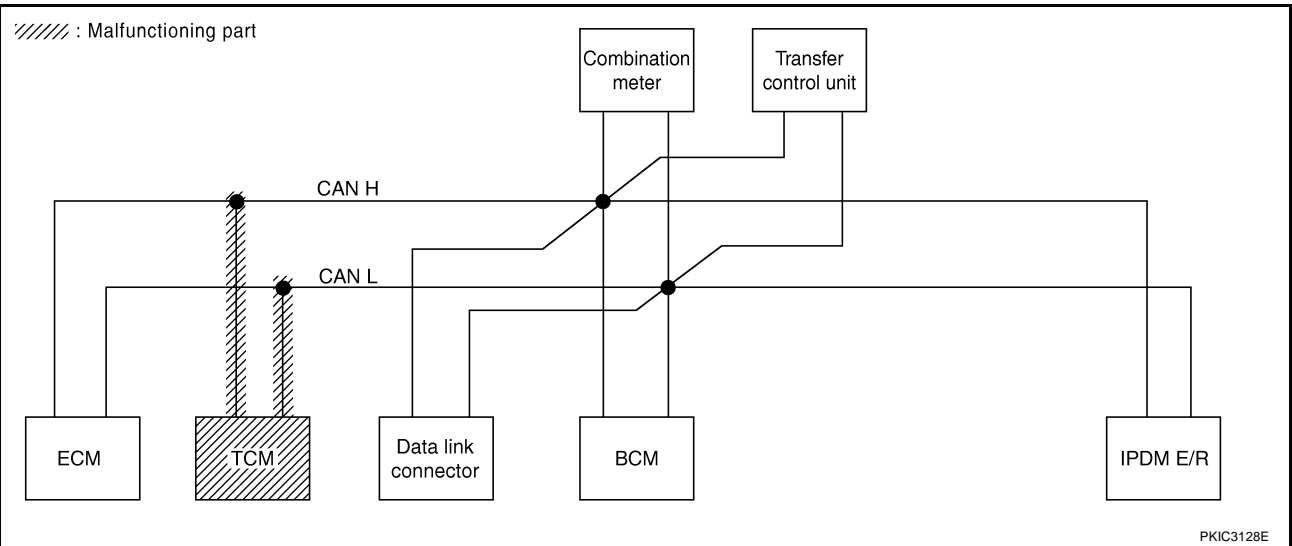 : Malfunctioning part
Combination
meter
Transfer
control unit
CAN H
CAN L
ECM
TCM
Data link
connector
BCM
IPDM E/R
PKIC3128E